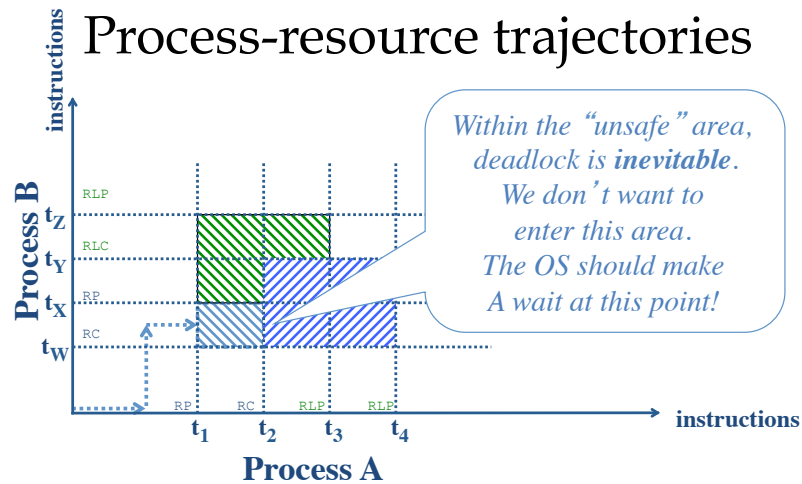 Process-resource trajectories
instructions
Process B
Within the “unsafe” area,
deadlock is inevitable.
We don’t want to
enter this area.
The OS should make
A wait at this point!
RLP
tZ
RLC
tY
RP
tX
RC
tW
RP RC RLP RLP
t1 t2 t3 t4
instructions
Process A